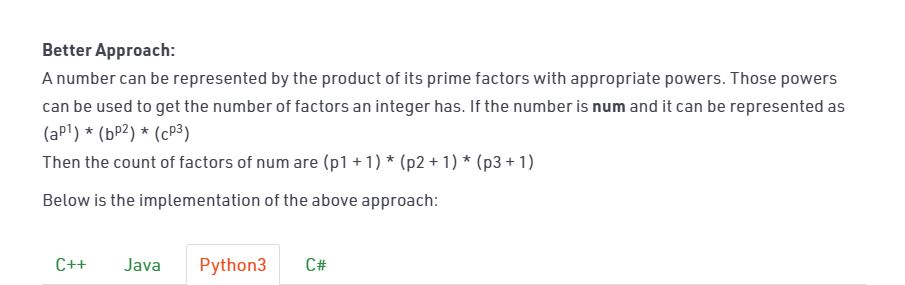 Better Approach:
A number can be represented by the product of its prime factors with appropriate powers. Those powers
can be used to get the number of factors an integer has. If the number is num and it can be represented as
(a^p1) * (b^p2) * (c^p3)
Then the count of factors of num are (p1 + 1) * (p2 + 1) * (p3 + 1)
Below is the implementation of the above approach:
C++ Java Python3 C#